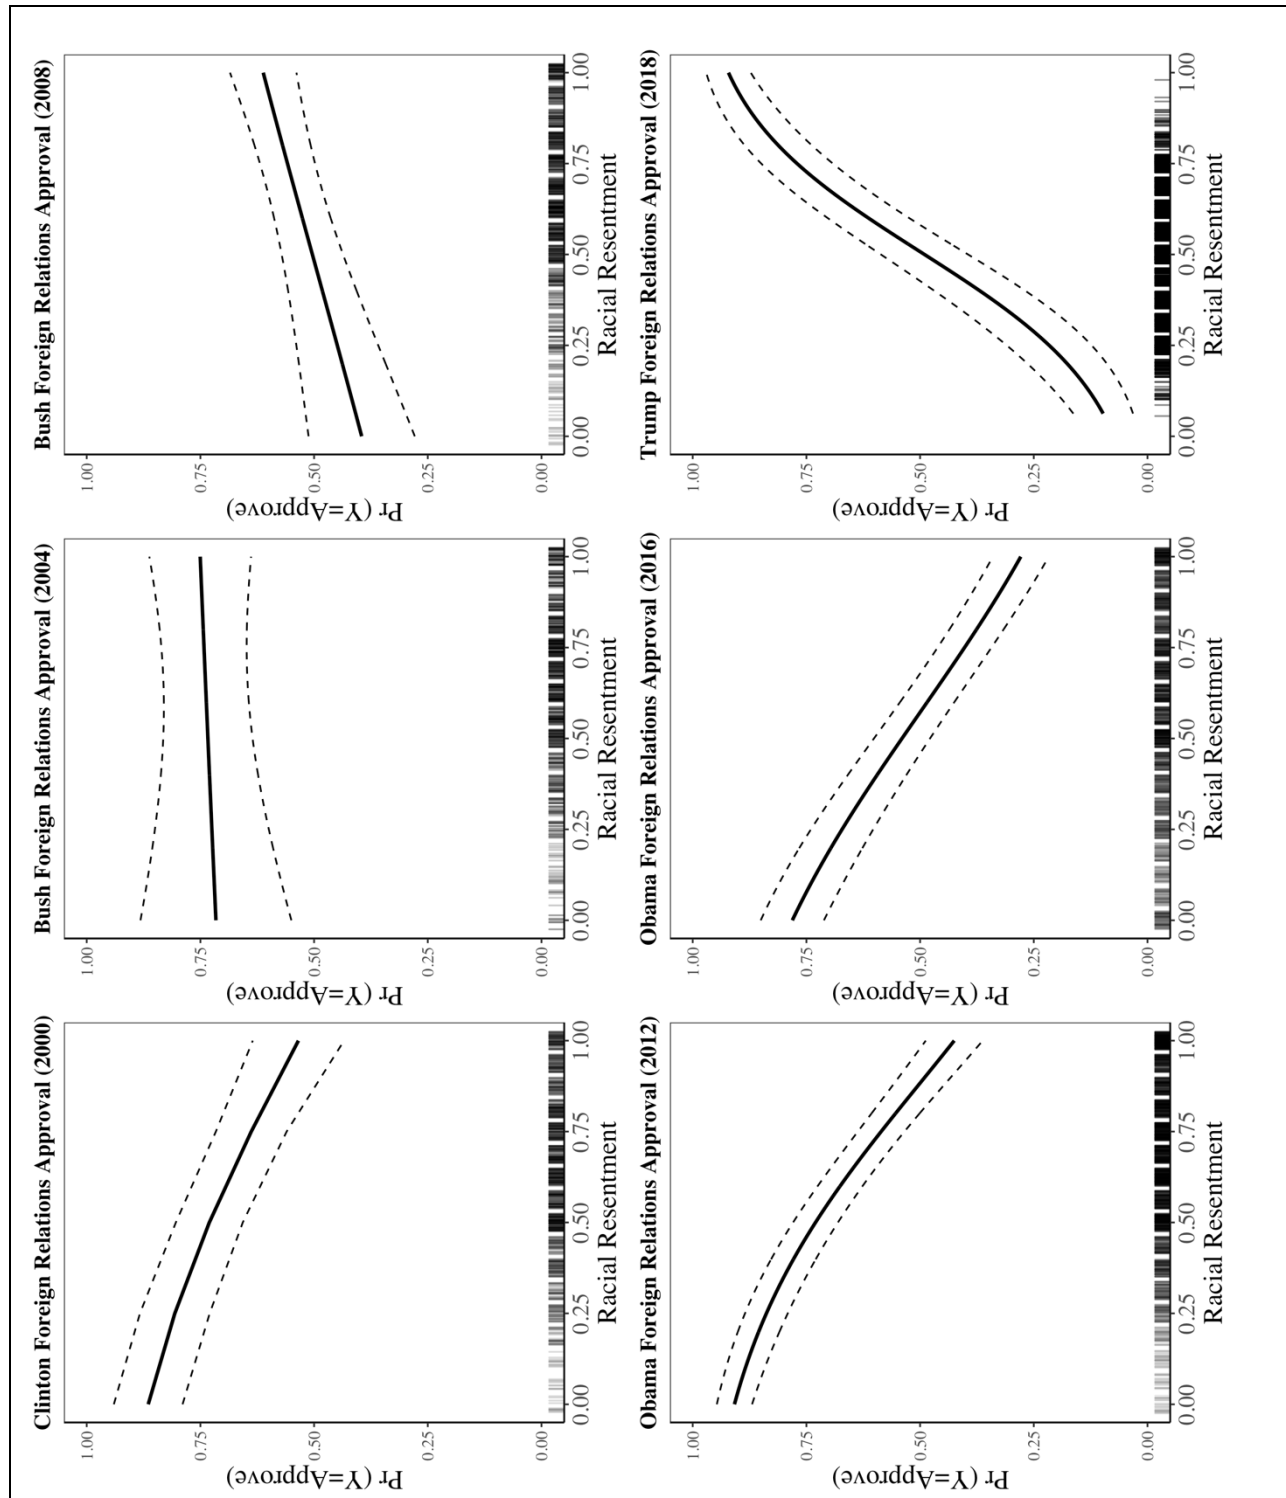 Clinton Foreign Relations Approval (2000)
Pr (Y=Approve)
1.00
0.75
0.50
0.25
0.00
0.00 0.25 0.50 0.75 1.00
Racial Resentment
Bush Foreign Relations Approval (2004)
Pr (Y=Approve)
1.00
0.75
0.50
0.25
0.00
0.00 0.25 0.50 0.75 1.00
Racial Resentment
Bush Foreign Relations Approval (2008)
Pr (Y=Approve)
1.00
0.75
0.50
0.25
0.00
0.00 0.25 0.50 0.75 1.00
Racial Resentment
Obama Foreign Relations Approval (2012)
Pr (Y=Approve)
1.00
0.75
0.50
0.25
0.00
0.00 0.25 0.50 0.75 1.00
Racial Resentment
Obama Foreign Relations Approval (2016)
Pr (Y=Approve)
1.00
0.75
0.50
0.25
0.00
0.00 0.25 0.50 0.75 1.00
Racial Resentment
Trump Foreign Relations Approval (2018)
Pr (Y=Approve)
1.00
0.75
0.50
0.25
0.00
0.00 0.25 0.50 0.75 1.00
Racial Resentment